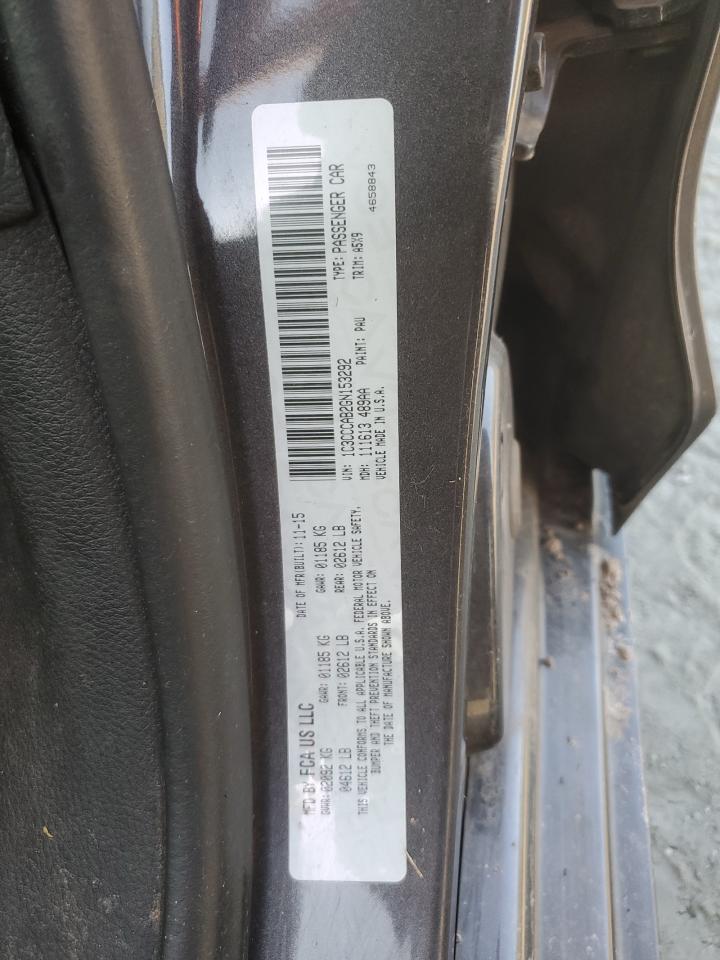 MFD BY FCA US LLC
DATE OF MFR(BUILT): 11-15
GVWR: 02092 KG
GAWR: 01185 KG
GAWR: 01185 KG
04612 LB
FRONT: 02612 LB
REAR: 02612 LB
THIS VEHICLE CONFORMS TO ALL APPLICABLE U.S.A. FEDERAL MOTOR VEHICLE SAFETY,
BUMPER AND THEFT PREVENTION STANDARDS IN EFFECT ON
THE DATE OF MANUFACTURE SHOWN ABOVE.
VIN: 1C3CCCAB2GN153292
TYPE: PASSENGER CAR
MDH: 111613 489AA
PAINT: PAU
TRIM: A5X9
VEHICLE MADE IN U.S.A.
4658843